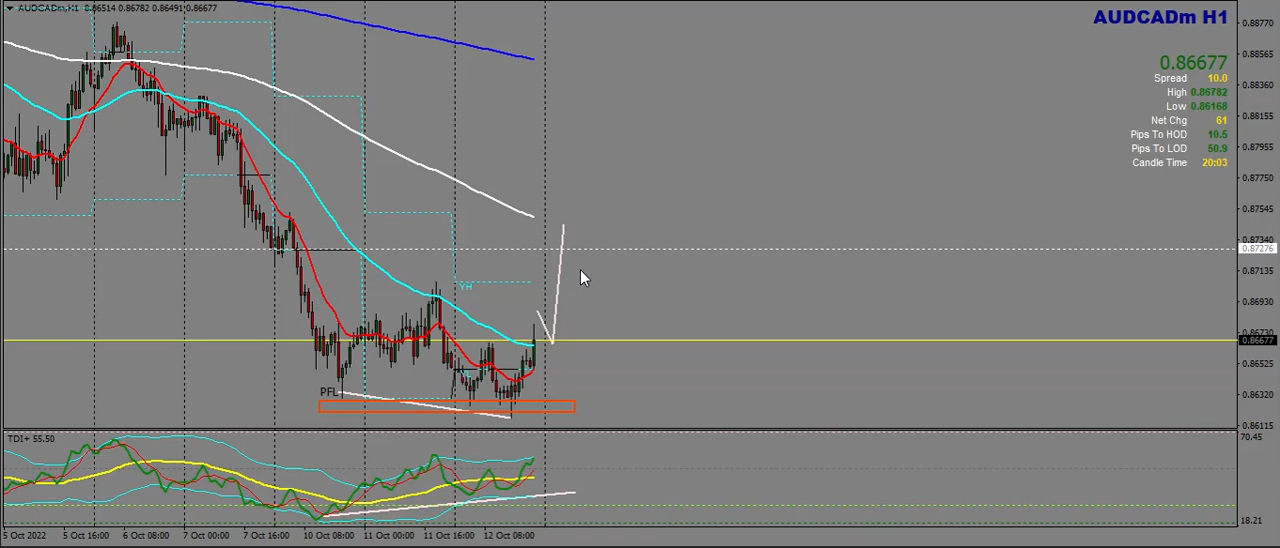 AUDCADm,H1 0.86514 0.86782 0.86491 0.86677
AUDCADm H1
0.86677
Spread 10.0
High 0.86782
Low 0.86168
Net Chg 61
Pips To HOD 10.5
Pips To LOD 50.9
Candle Time 20:03
0.88770
0.88565
0.88360
0.88155
0.87955
0.87750
0.87545
0.87340
0.87276
0.87135
0.86930
0.86730
0.86677
0.86525
0.86320
0.86115
YH
PFL
TDI+ 55.50
70.45
18.21
5 Oct 2022 5 Oct 16:00 6 Oct 08:00 7 Oct 00:00 7 Oct 16:00 10 Oct 08:00 11 Oct 00:00 11 Oct 16:00 12 Oct 08:00